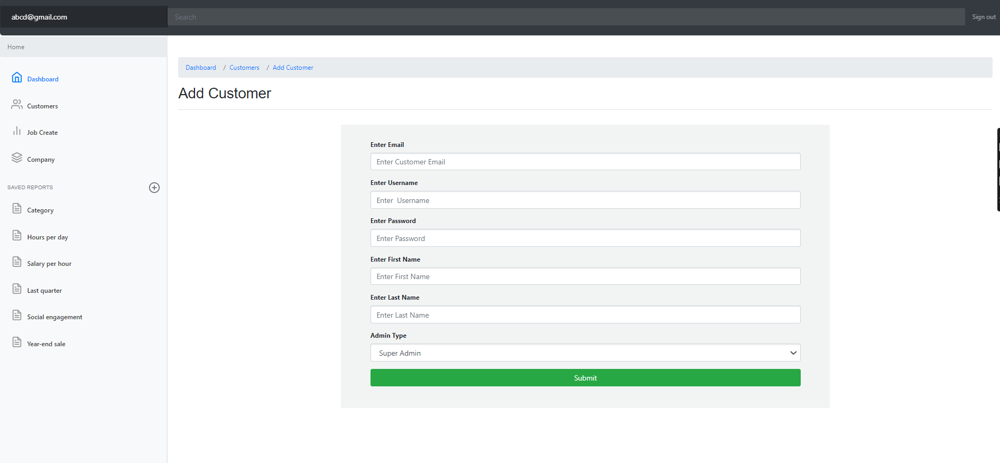 abcd@gmail.com
Search
Sign out
Home
Dashboard
Customers
Job Create
Company
SAVED REPORTS
Category
Hours per day
Salary per hour
Last quarter
Social engagement
Year-end sale
Dashboard / Customers / Add Customer
Add Customer
Enter Email
Enter Customer Email
Enter Username
Enter  Username
Enter Password
Enter Password
Enter First Name
Enter First Name
Enter Last Name
Enter Last Name
Admin Type
Super Admin
Submit